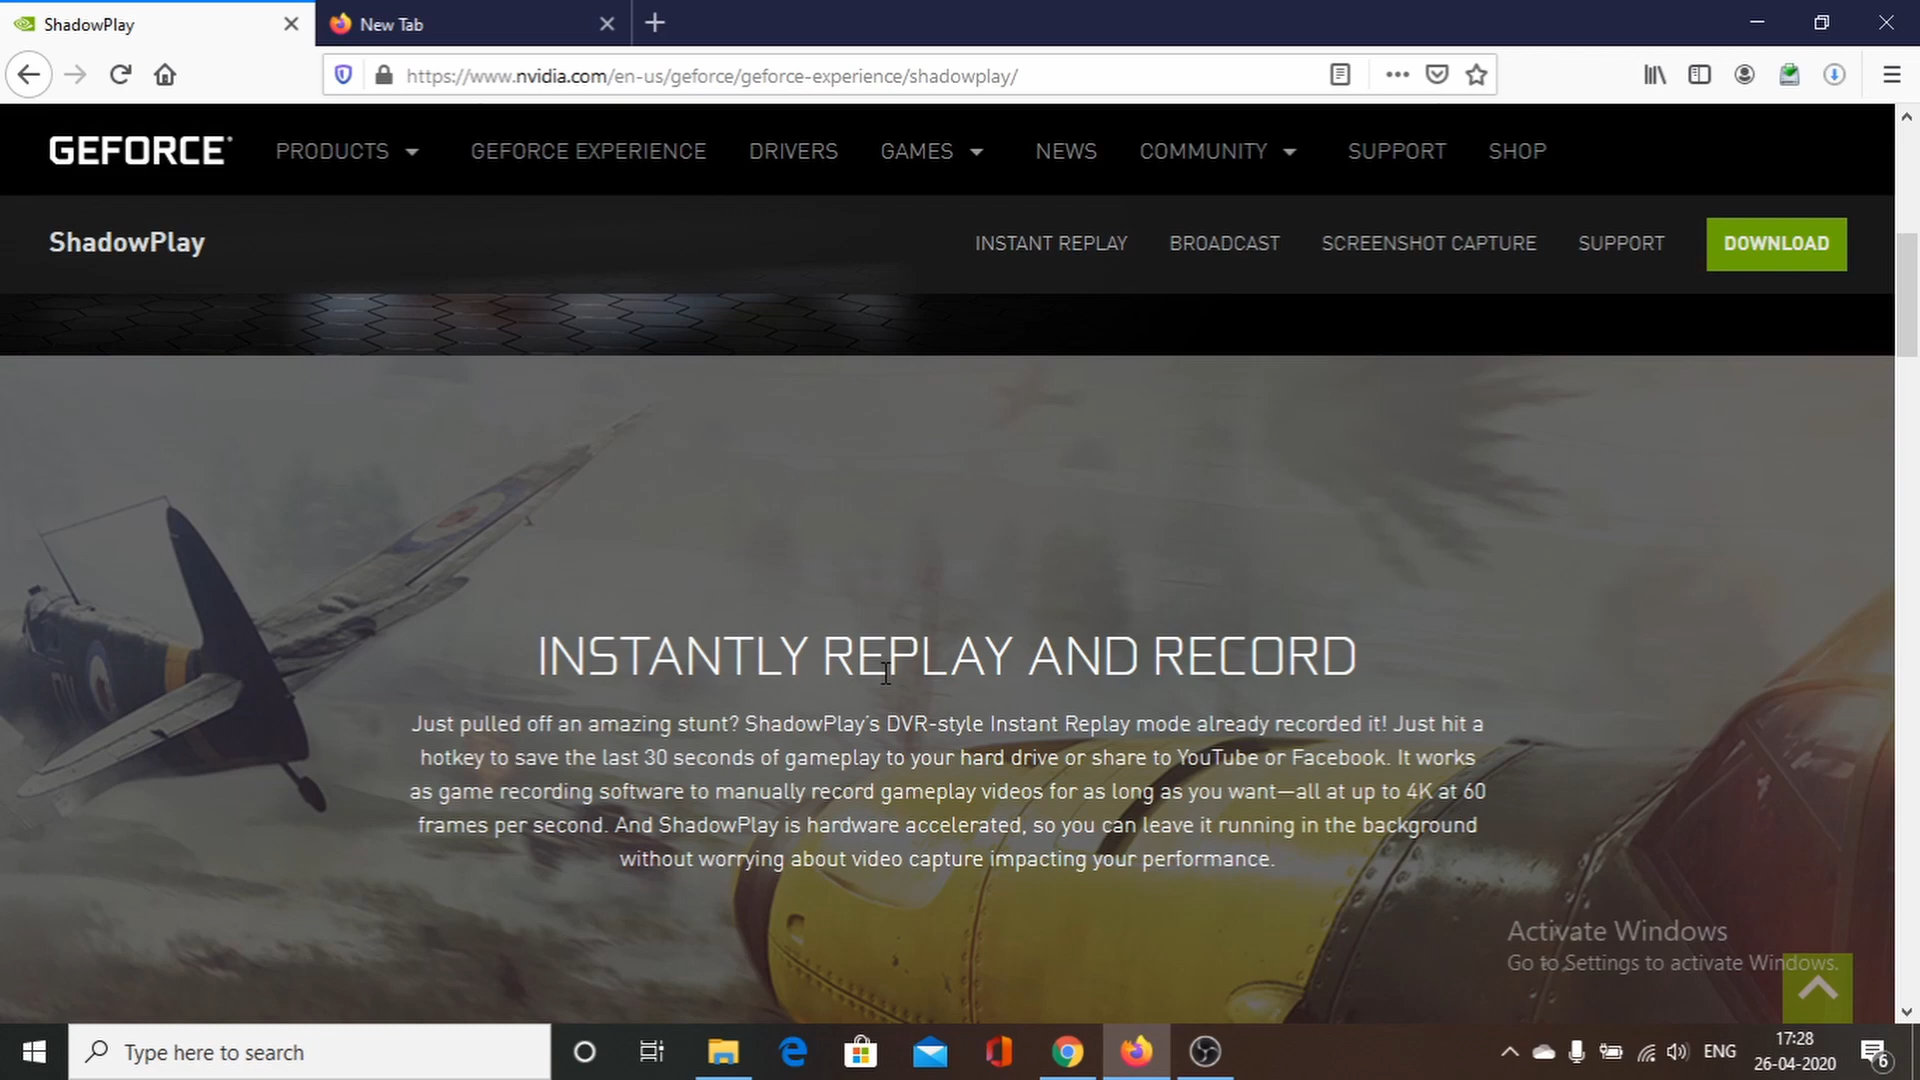 ShadowPlay
New Tab
https://www.nvidia.com/en-us/geforce/geforce-experience/shadowplay/
GEFORCE
PRODUCTS
GEFORCE EXPERIENCE
DRIVERS
GAMES
NEWS
COMMUNITY
SUPPORT
SHOP
ShadowPlay
INSTANT REPLAY
BROADCAST
SCREENSHOT CAPTURE
SUPPORT
DOWNLOAD
INSTANTLY REPLAY AND RECORD
Just pulled off an amazing stunt? ShadowPlay's DVR-style Instant Replay mode already recorded it! Just hit a
hotkey to save the last 30 seconds of gameplay to your hard drive or share to YouTube or Facebook. It works
as game recording software to manually record gameplay videos for as long as you want—all at up to 4K at 60
frames per second. And ShadowPlay is hardware accelerated, so you can leave it running in the background
without worrying about video capture impacting your performance.
Activate Windows
Go to Settings to activate Windows.
Type here to search
ENG
17:28
26-04-2020
6